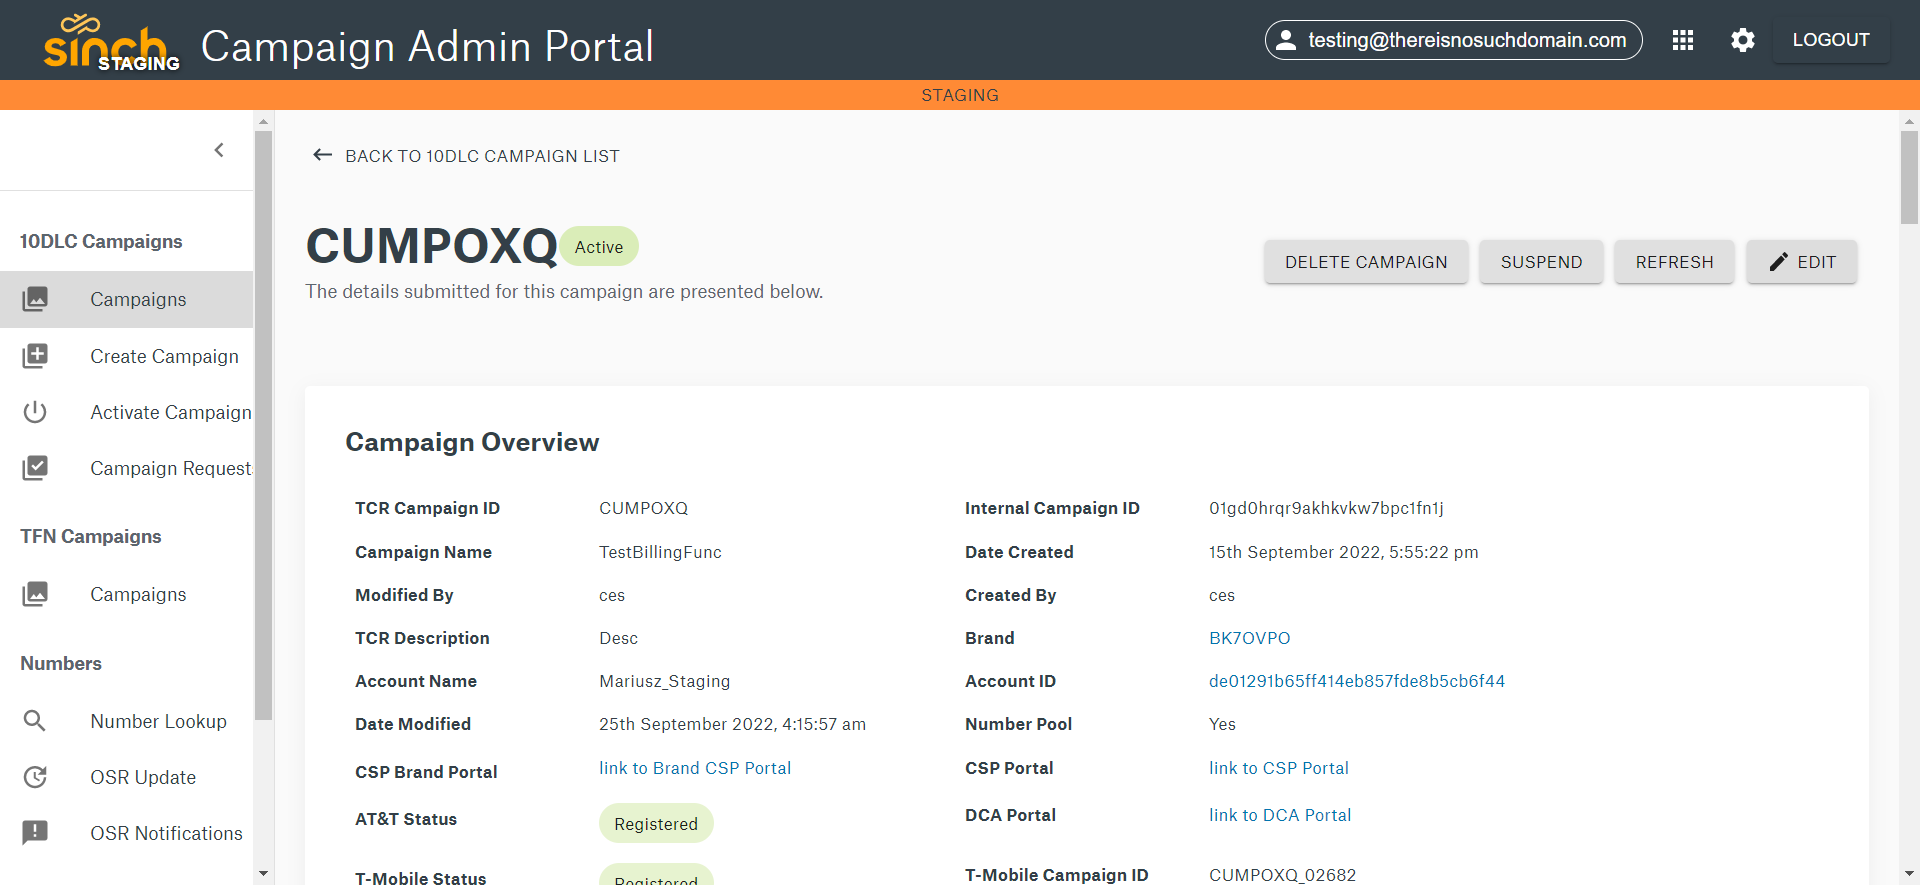 sinch STAGING Campaign Admin Portal testing@thereisnosuchdomain.com LOGOUT
STAGING
BACK TO 10DLC CAMPAIGN LIST
10DLC Campaigns
Campaigns
Create Campaign
Activate Campaign
Campaign Requests
TFN Campaigns
Campaigns
Numbers
Number Lookup
OSR Update
OSR Notifications
CUMPOXQ Active
The details submitted for this campaign are presented below.
DELETE CAMPAIGN SUSPEND REFRESH EDIT
Campaign Overview
TCR Campaign ID CUMPOXQ Internal Campaign ID 01gd0hrqr9akhkvkw7bpc1fn1j
Campaign Name TestBillingFunc Date Created 15th September 2022, 5:55:22 pm
Modified By ces Created By ces
TCR Description Desc Brand BK7OVPO
Account Name Mariusz_Staging Account ID de01291b65ff414eb857fde8b5cb6f44
Date Modified 25th September 2022, 4:15:57 am Number Pool Yes
CSP Brand Portal link to Brand CSP Portal CSP Portal link to CSP Portal
AT&T Status Registered DCA Portal link to DCA Portal
T-Mobile Status Registered T-Mobile Campaign ID CUMPOXQ_02682